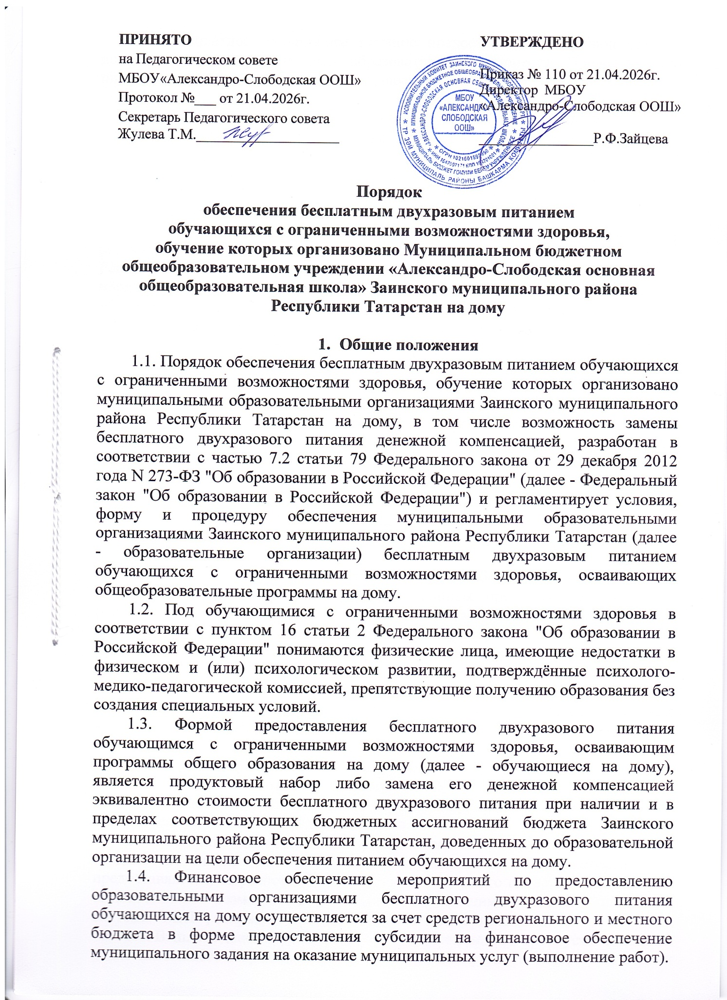 ПРИНЯТО
на Педагогическом совете
МБОУ«Александро-Слободская ООШ»
Протокол №___ от 21.04.2026г.
Секретарь Педагогического совета
Жулева Т.М.____________________
УТВЕРЖДЕНО
Приказ № 110 от 21.04.2026г.
Директор МБОУ
«Александро-Слободская ООШ»
________________Р.Ф.Зайцева
МБОУ
«АЛЕКСАНДРО
СЛОБОДСКАЯ
ООШ»
Порядок
обеспечения бесплатным двухразовым питанием
обучающихся с ограниченными возможностями здоровья,
обучение которых организовано Муниципальном бюджетном
общеобразовательном учреждении «Александро-Слободская основная
общеобразовательная школа» Заинского муниципального района
Республики Татарстан на дому
1. Общие положения
1.1. Порядок обеспечения бесплатным двухразовым питанием обучающихся
с ограниченными возможностями здоровья, обучение которых организовано
муниципальными образовательными организациями Заинского муниципального
района Республики Татарстан на дому, в том числе возможность замены
бесплатного двухразового питания денежной компенсацией, разработан в
соответствии с частью 7.2 статьи 79 Федерального закона от 29 декабря 2012
года N 273-ФЗ "Об образовании в Российской Федерации" (далее - Федеральный
закон "Об образовании в Российской Федерации") и регламентирует условия,
форму и процедуру обеспечения муниципальными образовательными
организациями Заинского муниципального района Республики Татарстан (далее
- образовательные организации) бесплатным двухразовым питанием
обучающихся с ограниченными возможностями здоровья, осваивающих
общеобразовательные программы на дому.
1.2. Под обучающимися с ограниченными возможностями здоровья в
соответствии с пунктом 16 статьи 2 Федерального закона "Об образовании в
Российской Федерации" понимаются физические лица, имеющие недостатки в
физическом и (или) психологическом развитии, подтверждённые психолого-
медико-педагогической комиссией, препятствующие получению образования без
создания специальных условий.
1.3. Формой предоставления бесплатного двухразового питания
обучающимся с ограниченными возможностями здоровья, осваивающим
программы общего образования на дому (далее - обучающиеся на дому),
является продуктовый набор либо замена его денежной компенсацией
эквивалентно стоимости бесплатного двухразового питания при наличии и в
пределах соответствующих бюджетных ассигнований бюджета Заинского
муниципального района Республики Татарстан, доведенных до образовательной
организации на цели обеспечения питанием обучающихся на дому.
1.4. Финансовое обеспечение мероприятий по предоставлению
образовательными организациями бесплатного двухразового питания
обучающихся на дому осуществляется за счет средств регионального и местного
бюджета в форме предоставления субсидии на финансовое обеспечение
муниципального задания на оказание муниципальных услуг (выполнение работ).